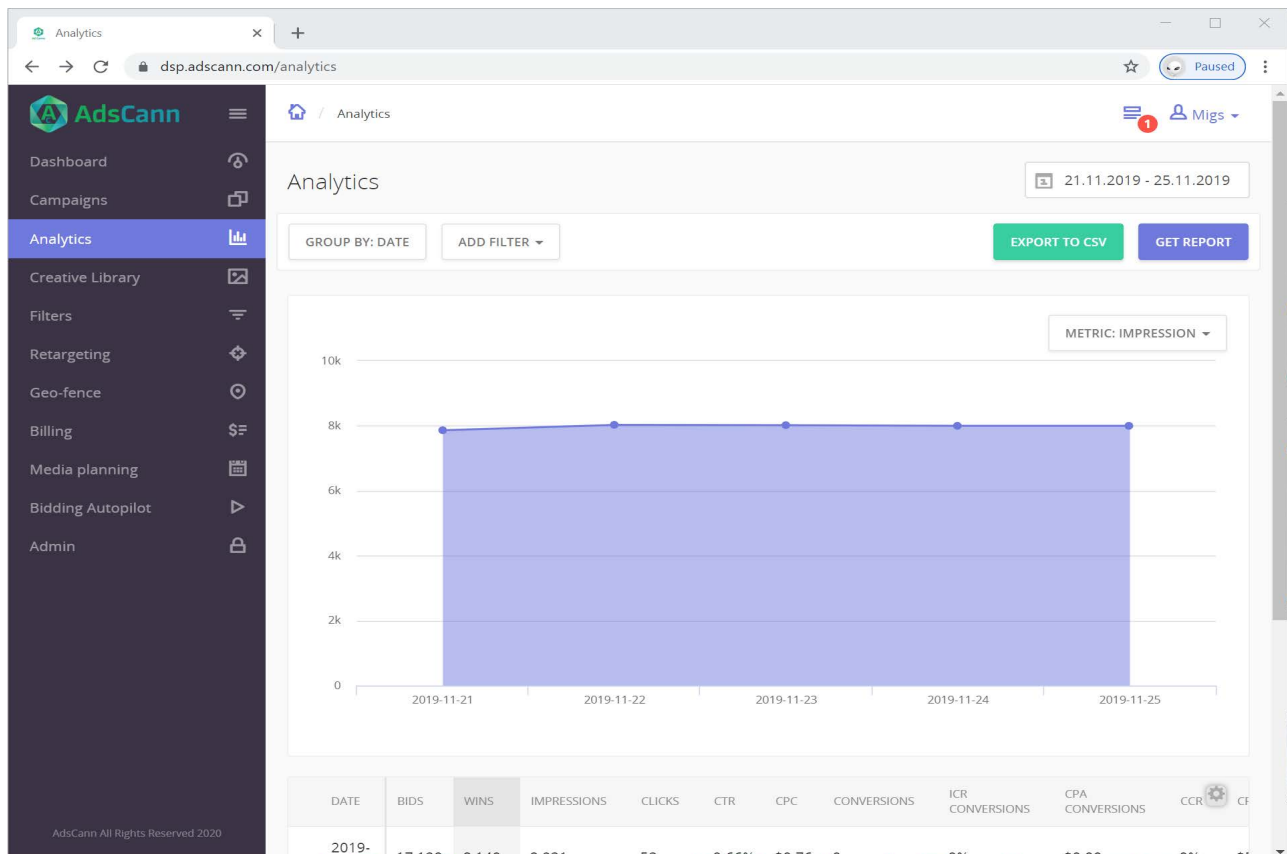 Analytics
dsp.adscann.com/analytics
Paused
AdsCann
Analytics
1
Migs
Dashboard
Campaigns
Analytics
Creative Library
Filters
Retargeting
Geo-fence
Billing
Media planning
Bidding Autopilot
Admin
AdsCann All Rights Reserved 2020
Analytics
21.11.2019 - 25.11.2019
GROUP BY: DATE ADD FILTER EXPORT TO CSV GET REPORT
METRIC: IMPRESSION
10k
8k
6k
4k
2k
0
2019-11-21 2019-11-22 2019-11-23 2019-11-24 2019-11-25
DATE BIDS WINS IMPRESSIONS CLICKS CTR CPC CONVERSIONS ICR CONVERSIONS CPA CONVERSIONS CCR
2019-